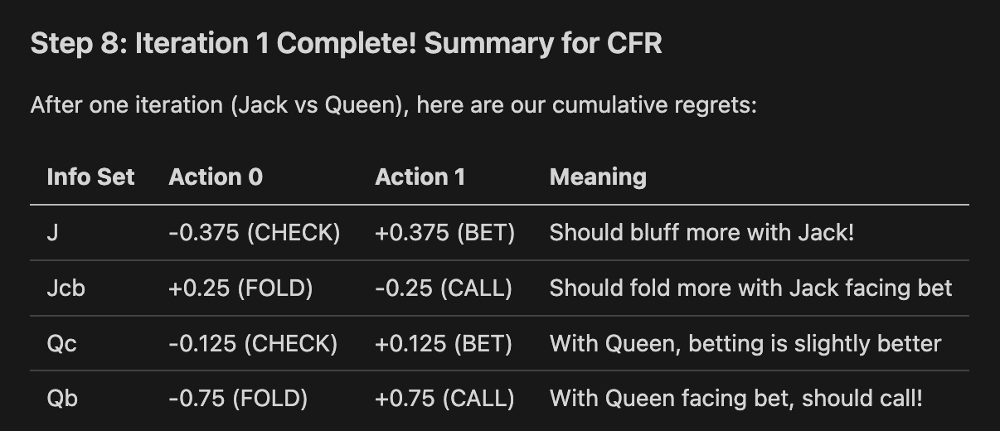 Step 8: Iteration 1 Complete! Summary for CFR
After one iteration (Jack vs Queen), here are our cumulative regrets:
Info Set Action 0 Action 1 Meaning
J -0.375 (CHECK) +0.375 (BET) Should bluff more with Jack!
Jcb +0.25 (FOLD) -0.25 (CALL) Should fold more with Jack facing bet
Qc -0.125 (CHECK) +0.125 (BET) With Queen, betting is slightly better
Qb -0.75 (FOLD) +0.75 (CALL) With Queen facing bet, should call!